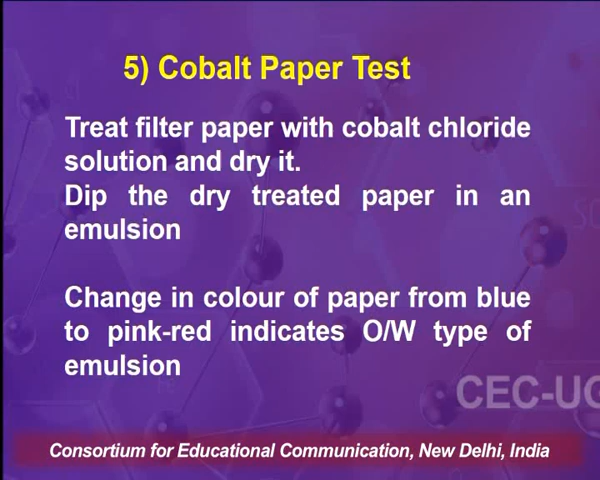 5) Cobalt Paper Test
Treat filter paper with cobalt chloride
solution and dry it.
Dip the dry treated paper in an
emulsion
Change in colour of paper from blue
to pink-red indicates O/W type of
emulsion
CEC-UG
Consortium for Educational Communication, New Delhi, India